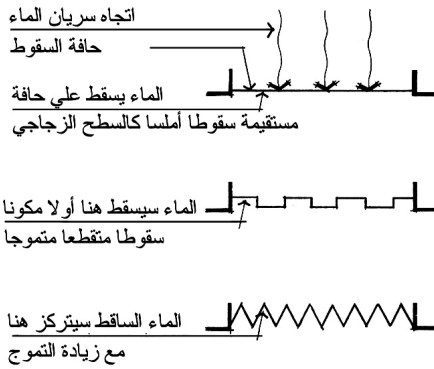 اتجاه سريان الماء
حافة السقوط
الماء يسقط علي حافة
مستقيمة سقوطا أملسا كالسطح الزجاجي
الماء سيسقط هنا أولا مكونا
سقوطا متقطعا متموجا
الماء الساقط سيتركز هنا
مع زيادة التموج